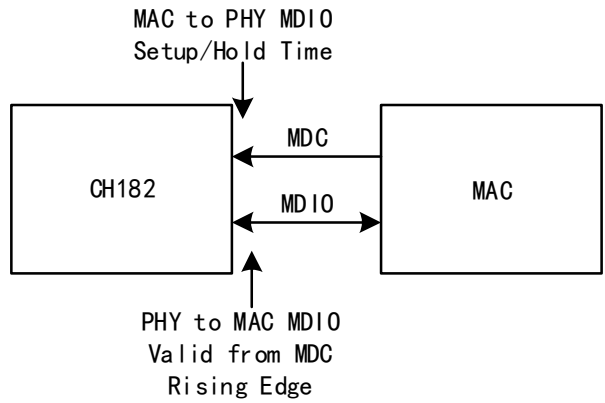 MAC to PHY MDIO
Setup/Hold Time
MDC
CH182
MAC
MDIO
PHY to MAC MDIO
Valid from MDC
Rising Edge